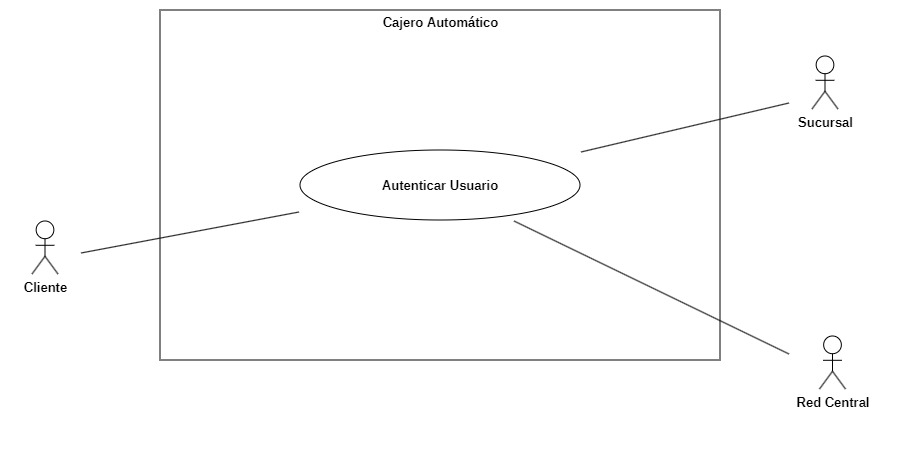 Cajero Automático
Sucursal
Autenticar Usuario
Cliente
Red Central